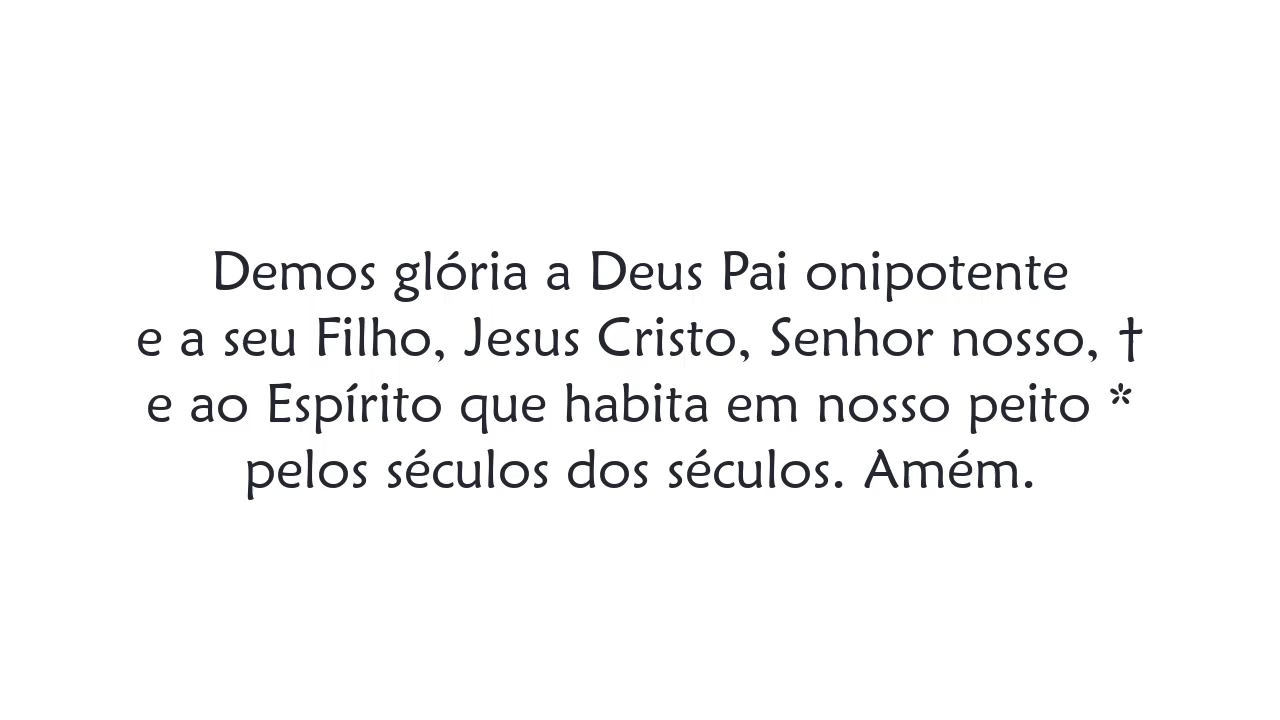 Demos glória a Deus Pai onipotente
e a seu Filho, Jesus Cristo, Senhor nosso, †
e ao Espírito que habita em nosso peito *
pelos séculos dos séculos. Amém.